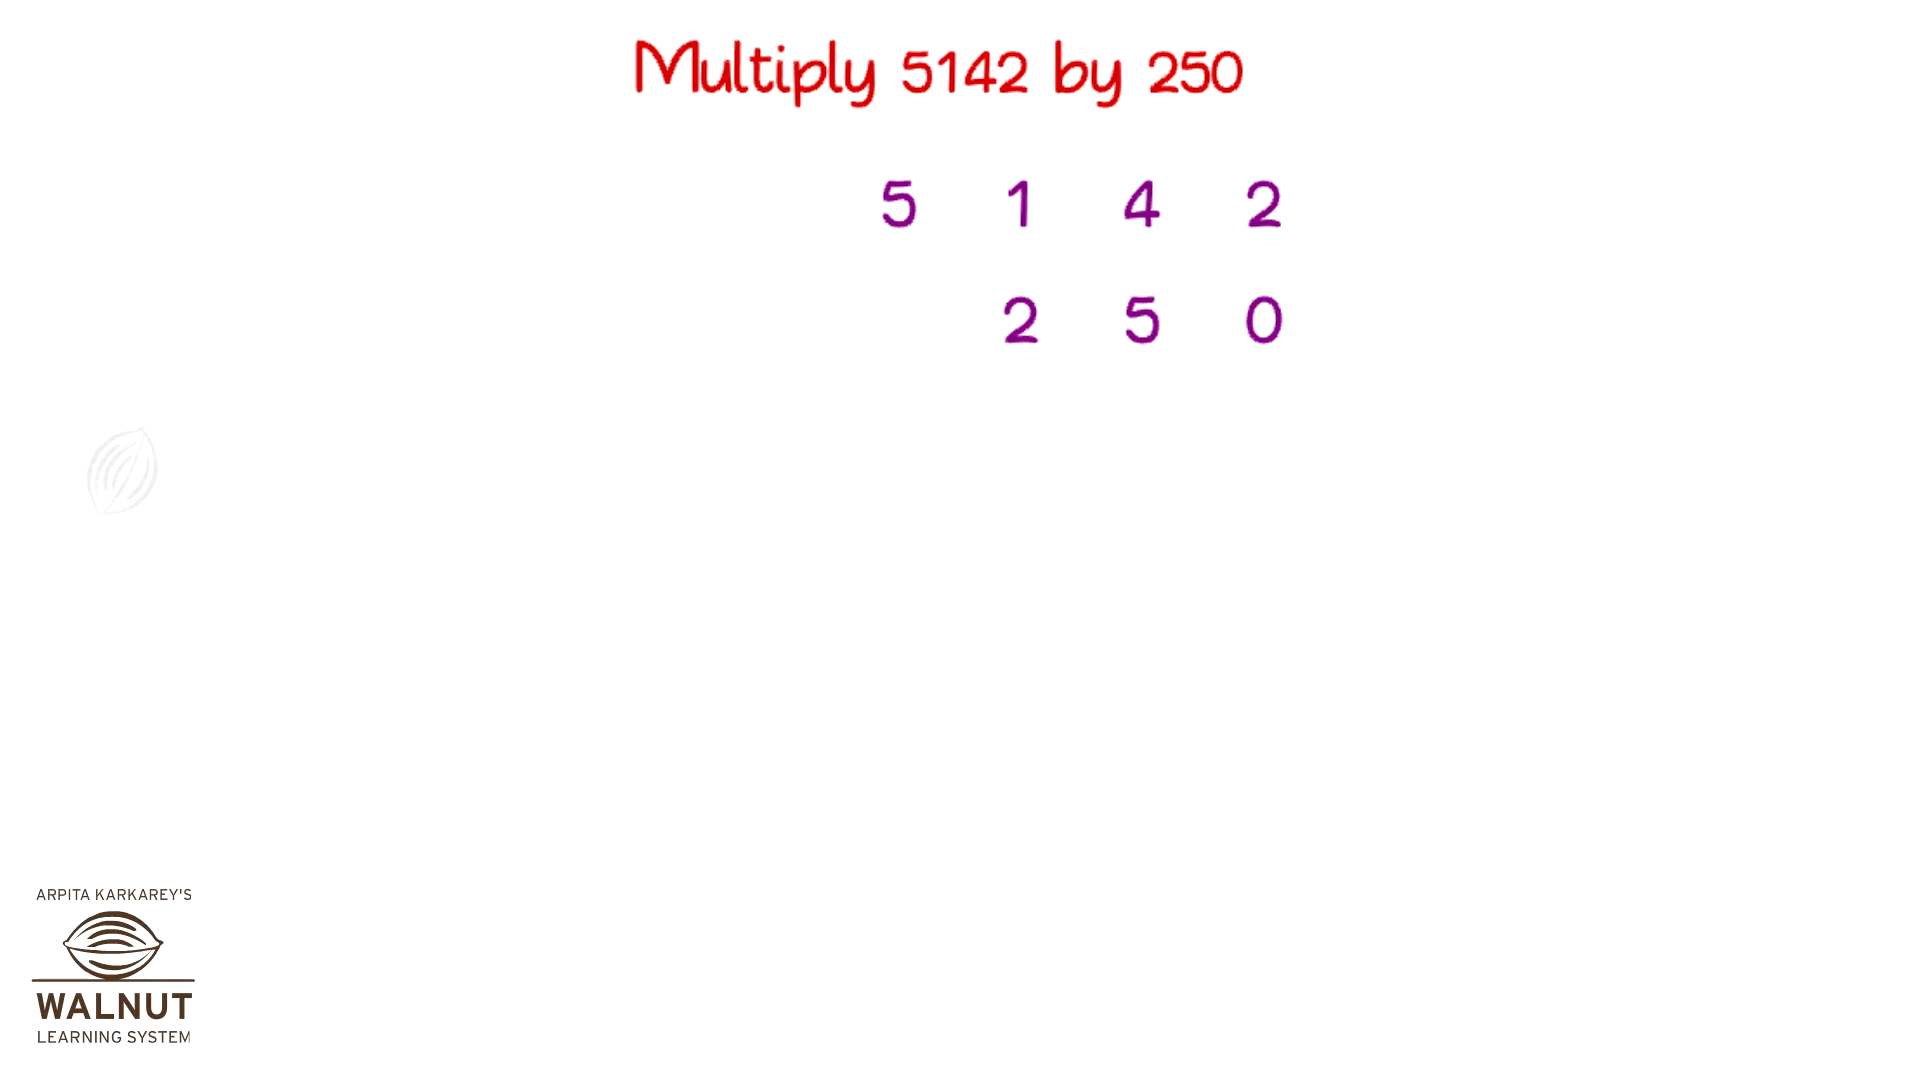 Multiply 5142 by 250
5 1 4 2
2 5 0
ARPITA KARKAREY'S
WALNUT
LEARNING SYSTEM